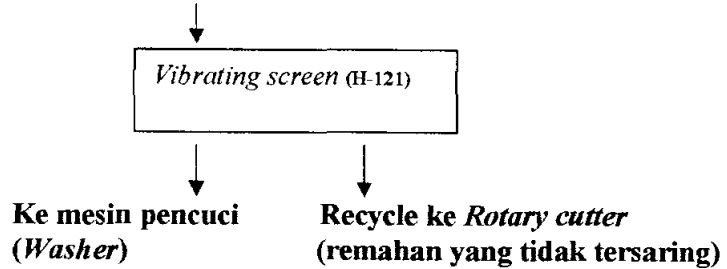 Vibrating screen (H-121)
Ke mesin pencuci
(Washer)
Recycle ke Rotary cutter
(remahan yang tidak tersaring)